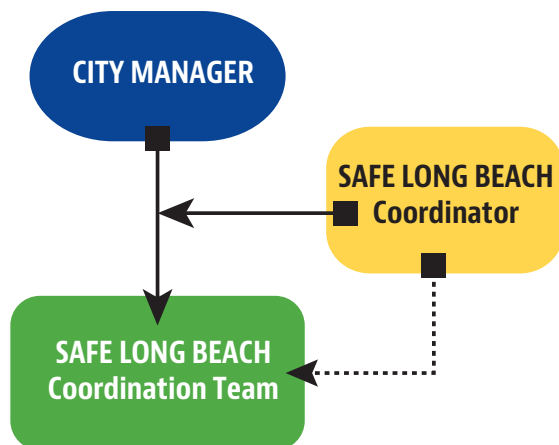 CITY MANAGER
SAFE LONG BEACH
Coordinator
SAFE LONG BEACH
Coordination Team